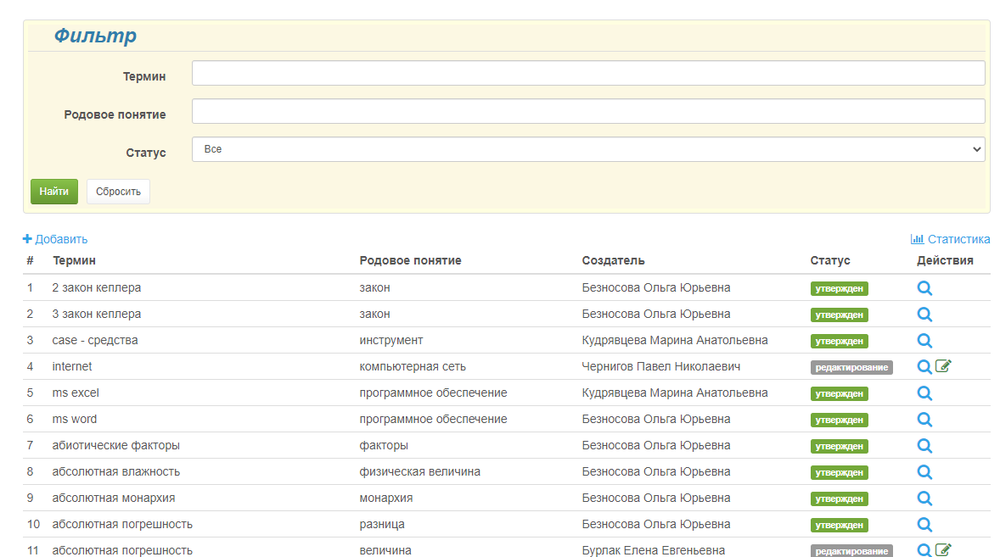 Фильтр
Термин
Родовое понятие
Статус Все
Найти Сбросить
Добавить Статистика
# Термин Родовое понятие Создатель Статус Действия
1 2 закон кеплера закон Безносова Ольга Юрьевна утвержден
2 3 закон кеплера закон Безносова Ольга Юрьевна утвержден
3 case - средства инструмент Кудрявцева Марина Анатольевна утвержден
4 internet компьютерная сеть Чернигов Павел Николаевич редактирование
5 ms excel программное обеспечение Кудрявцева Марина Анатольевна утвержден
6 ms word программное обеспечение Безносова Ольга Юрьевна утвержден
7 абиотические факторы факторы Безносова Ольга Юрьевна утвержден
8 абсолютная влажность физическая величина Безносова Ольга Юрьевна утвержден
9 абсолютная монархия монархия Безносова Ольга Юрьевна утвержден
10 абсолютная погрешность разница Безносова Ольга Юрьевна утвержден
11 абсолютная погрешность величина Бурлак Елена Евгеньевна редактирование